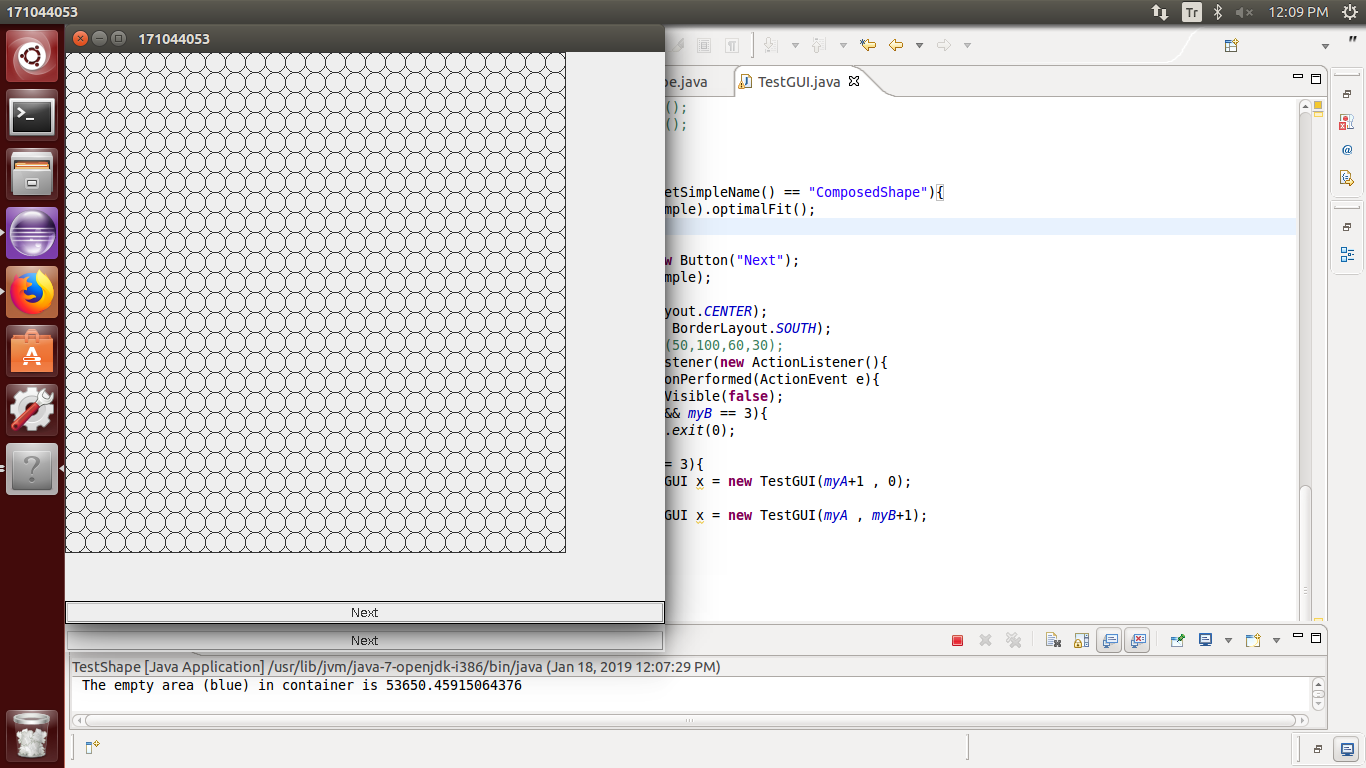 171044053
Tr
12:09 PM
171044053
pe.java
TestGUI.java
();
();
etSimpleName() == "ComposedShape"){
mple).optimalFit();
w Button("Next");
mple);
yout.CENTER);
BorderLayout.SOUTH);
(50,100,60,30);
stener(new ActionListener(){
onPerformed(ActionEvent e){
Visible(false);
&& myB == 3){
.exit(0);
= 3){
GUI x = new TestGUI(myA+1 , 0);
GUI x = new TestGUI(myA , myB+1);
Next
Next
TestShape [Java Application] /usr/lib/jvm/java-7-openjdk-i386/bin/java (Jan 18, 2019 12:07:29 PM)
The empty area (blue) in container is 53650.45915064376